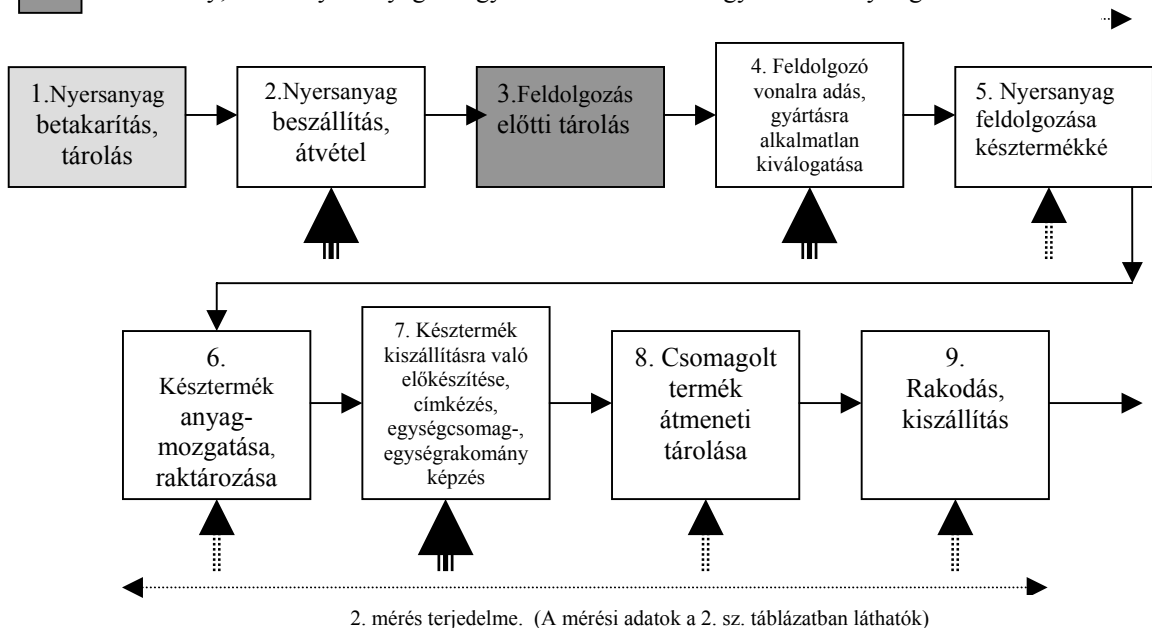 1.Nyersanyag
betakarítás,
tárolás
2.Nyersanyag
beszállítás,
átvétel
3.Feldolgozás
előtti tárolás
4. Feldolgozó
vonalra adás,
gyártásra
alkalmatlan
kiválogatása
5. Nyersanyag
feldolgozása
késztermékké
6.
Késztermék
anyag-
mozgatása,
raktározása
7. Késztermék
kiszállításra való
előkészítése,
címkézés,
egységcsomag-,
egységrakomány
képzés
8. Csomagolt
termék
átmeneti
tárolása
9.
Rakodás,
kiszállítás
2. mérés terjedelme. (A mérési adatok a 2. sz. táblázatban láthatók)